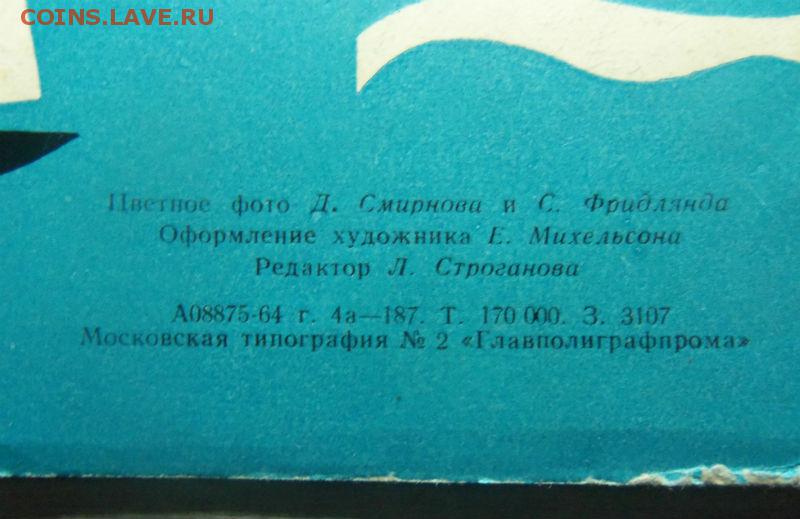 COINS.LAVE.RU
Цветное фото Д. Смирнова и С. Фридлянда
Оформление художника Е. Михельсона
Редактор Л. Строганова
А08875-64 г. 4а—187. Т. 170 000. З. 3107
Московская типография № 2 «Главполиграфпрома»